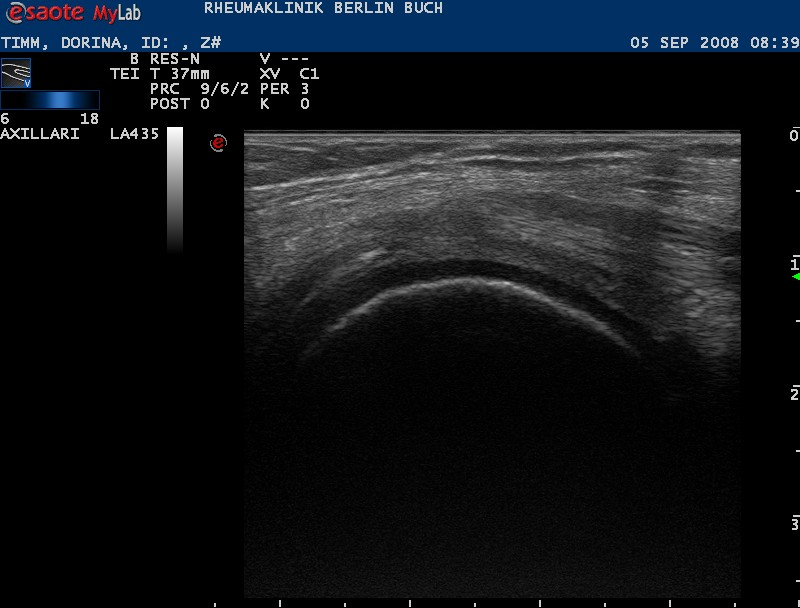 esaote MyLab
RHEUMAKLINIK BERLIN BUCH
TIMM, DORINA, ID: , Z#
05 SEP 2008 08:39
B RES-N V ---
TEI T 37mm XV C1
PRC 9/6/2 PER 3
POST 0 K 0
V
6 18
AXILLARI LA435
e
0
1
2
3